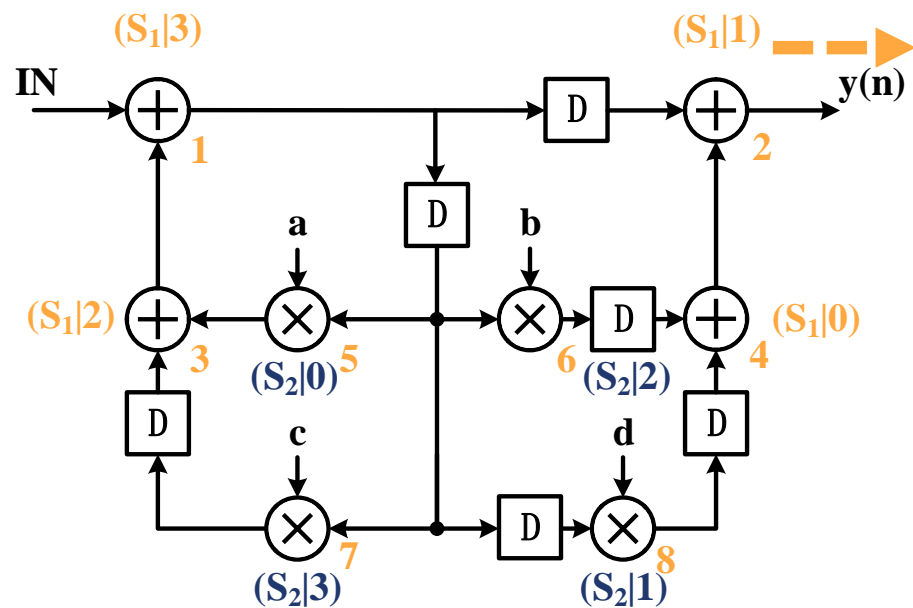 (S₁|3) (S₁|1)
IN y(n)
D
1 2
D
a b
(S₁|2) D (S₁|0)
3 5 6 4
(S₂|0) (S₂|2)
D D
c d
D
7 8
(S₂|3) (S₂|1)